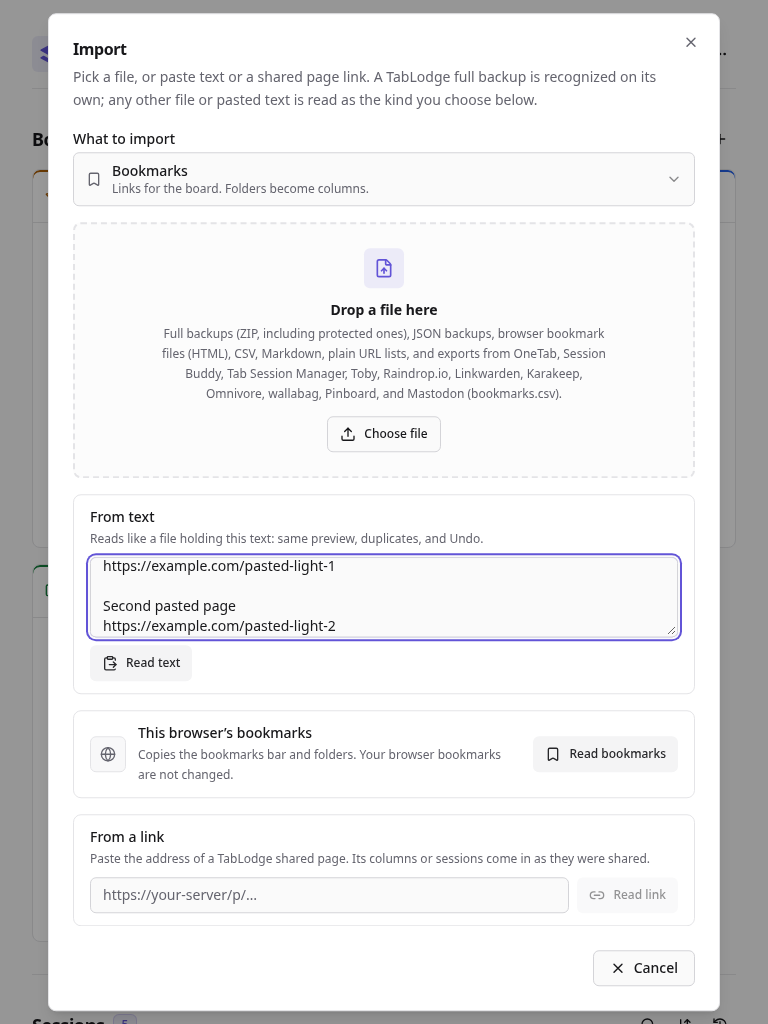 Import
Pick a file, or paste text or a shared page link. A TabLodge full backup is recognized on its
own; any other file or pasted text is read as the kind you choose below.
What to import
Bookmarks
Links for the board. Folders become columns.
Drop a file here
Full backups (ZIP, including protected ones), JSON backups, browser bookmark
files (HTML), CSV, Markdown, plain URL lists, and exports from OneTab, Session
Buddy, Tab Session Manager, Toby, Raindrop.io, Linkwarden, Karakeep,
Omnivore, wallabag, Pinboard, and Mastodon (bookmarks.csv).
Choose file
From text
Reads like a file holding this text: same preview, duplicates, and Undo.
https://example.com/pasted-light-1
Second pasted page
https://example.com/pasted-light-2
Read text
This browser’s bookmarks
Copies the bookmarks bar and folders. Your browser bookmarks
are not changed.
Read bookmarks
From a link
Paste the address of a TabLodge shared page. Its columns or sessions come in as they were shared.
https://your-server/p/...
Read link
Cancel